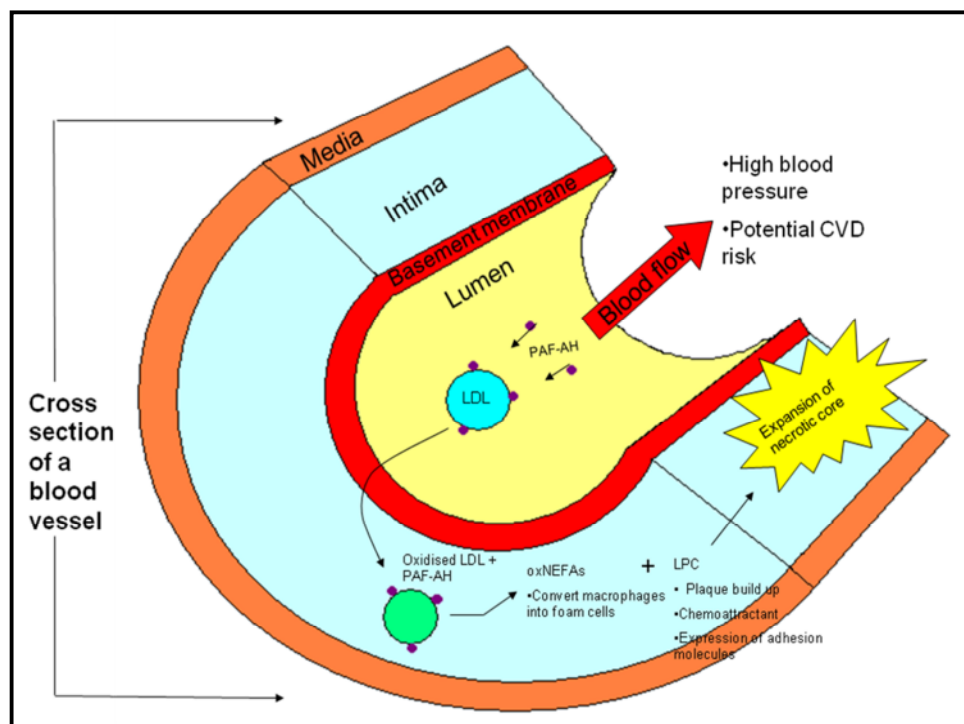 Cross
section
of a
blood
vessel
Media
Intima
Basement membrane
Lumen
•High blood
pressure
•Potential CVD
risk
Blood flow
PAF-AH
LDL
Expansion of
necrotic core
Oxidised LDL +
PAF-AH
oxNEFAs
•Convert macrophages
into foam cells
+
LPC
• Plaque build up
•Chemoattractant
•Expression of adhesion
molecules